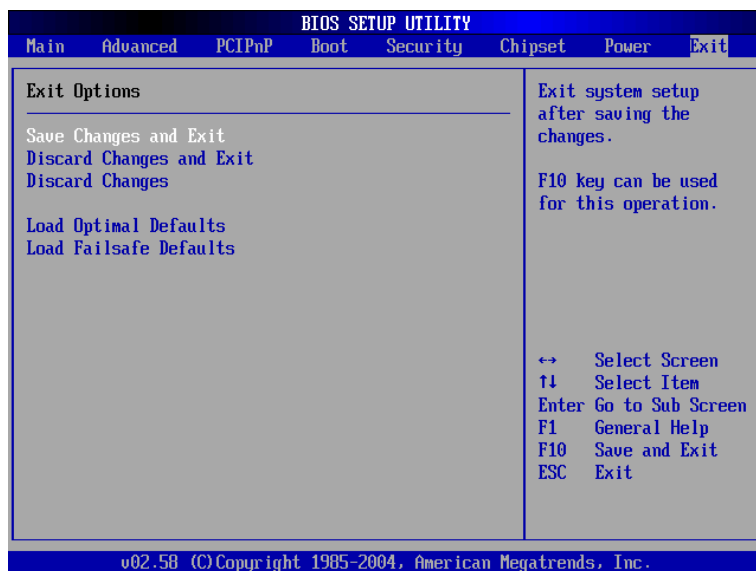 BIOS SETUP UTILITY
Main Advanced PCIPnP Boot Security Chipset Power Exit
Exit Options
Save Changes and Exit
Discard Changes and Exit
Discard Changes
Load Optimal Defaults
Load Failsafe Defaults
Exit system setup
after saving the
changes.
F10 key can be used
for this operation.
↔ Select Screen
↑↓ Select Item
Enter Go to Sub Screen
F1 General Help
F10 Save and Exit
ESC Exit
v02.58 (C)Copyright 1985-2004, American Megatrends, Inc.